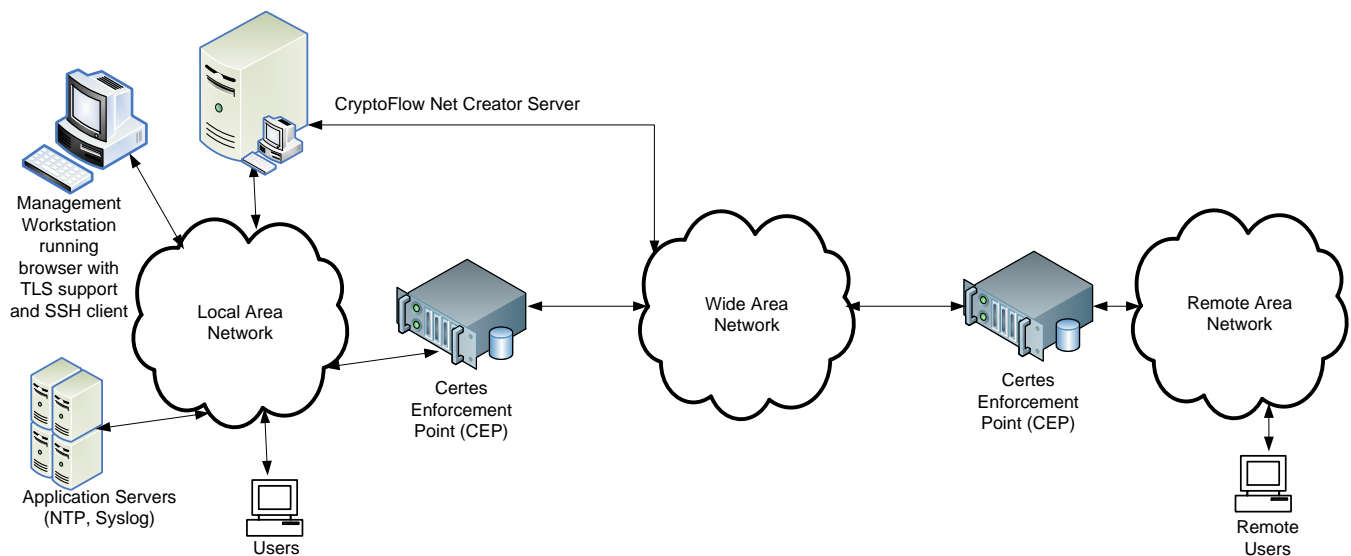 CryptoFlow Net Creator Server
Management
Workstation
running
browser with
TLS support
and SSH client
Local Area
Network
Wide Area
Network
Remote Area
Network
Certes
Enforcement
Point (CEP)
Certes
Enforcement
Point (CEP)
Application Servers
(NTP, Syslog)
Users
Remote
Users